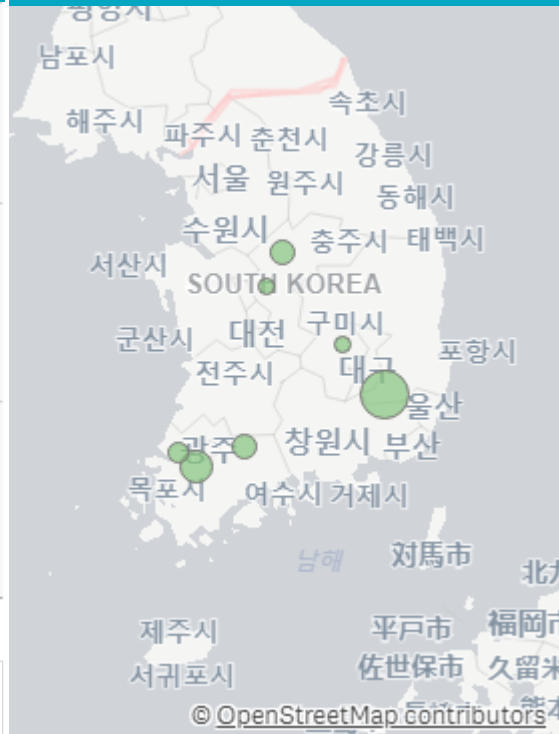 평양시
남포시
속초시
해주시
파주시 춘천시
강릉시
서울 원주시
동해시
수원시
충주시 태백시
서산시
SOUTH KOREA
구미시
군산시 대전
포항시
대구
전주시
울산
광주 창원시 부산
목포시 여수시 거제시
남해
対馬市
제주시 平戸市 福岡市
서귀포시 佐世保市 久留米
© OpenStreetMap contributors